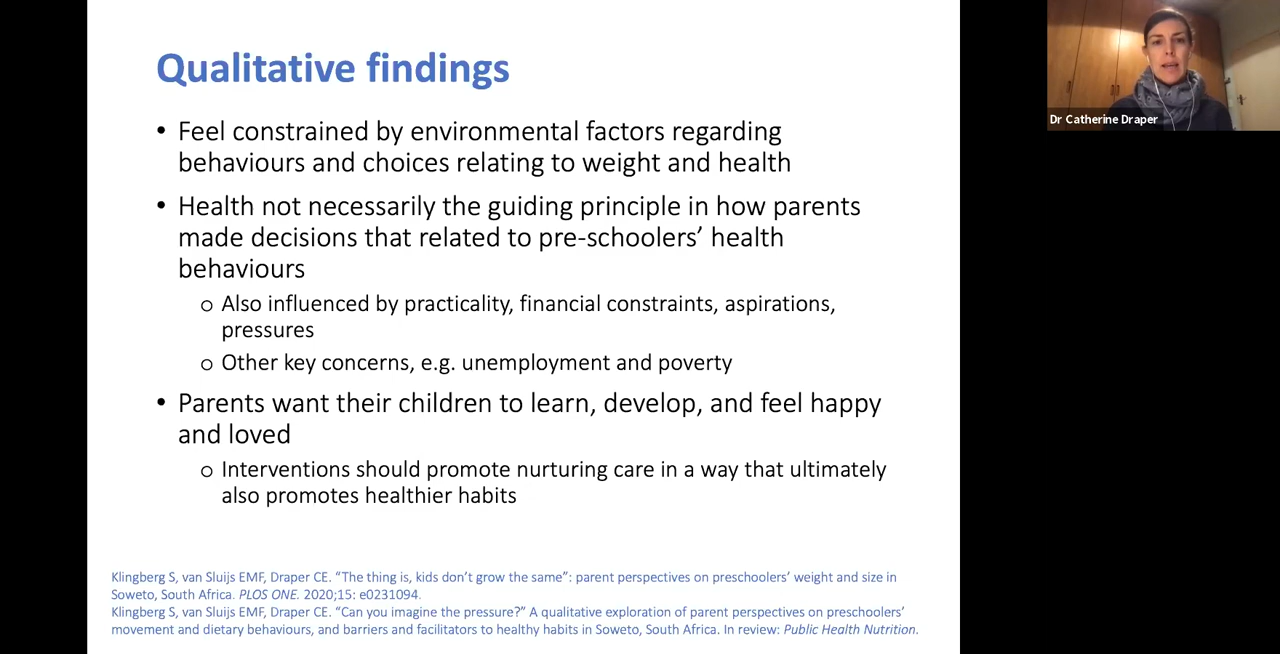 Qualitative findings
• Feel constrained by environmental factors regarding
behaviours and choices relating to weight and health
• Health not necessarily the guiding principle in how parents
made decisions that related to pre-schoolers’ health
behaviours
o Also influenced by practicality, financial constraints, aspirations,
pressures
o Other key concerns, e.g. unemployment and poverty
• Parents want their children to learn, develop, and feel happy
and loved
o Interventions should promote nurturing care in a way that ultimately
also promotes healthier habits
Klingberg S, van Sluijs EMF, Draper CE. “The thing is, kids don’t grow the same”: parent perspectives on preschoolers’ weight and size in
Soweto, South Africa. PLOS ONE. 2020;15: e0231094.
Klingberg S, van Sluijs EMF, Draper CE. “Can you imagine the pressure?” A qualitative exploration of parent perspectives on preschoolers’
movement and dietary behaviours, and barriers and facilitators to healthy habits in Soweto, South Africa. In review: Public Health Nutrition.
Dr Catherine Draper